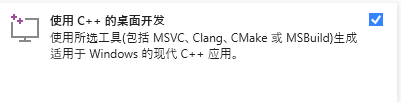 使用 C++ 的桌面开发
使用所选工具(包括 MSVC、Clang、CMake 或 MSBuild)生成
适用于 Windows 的现代 C++ 应用。